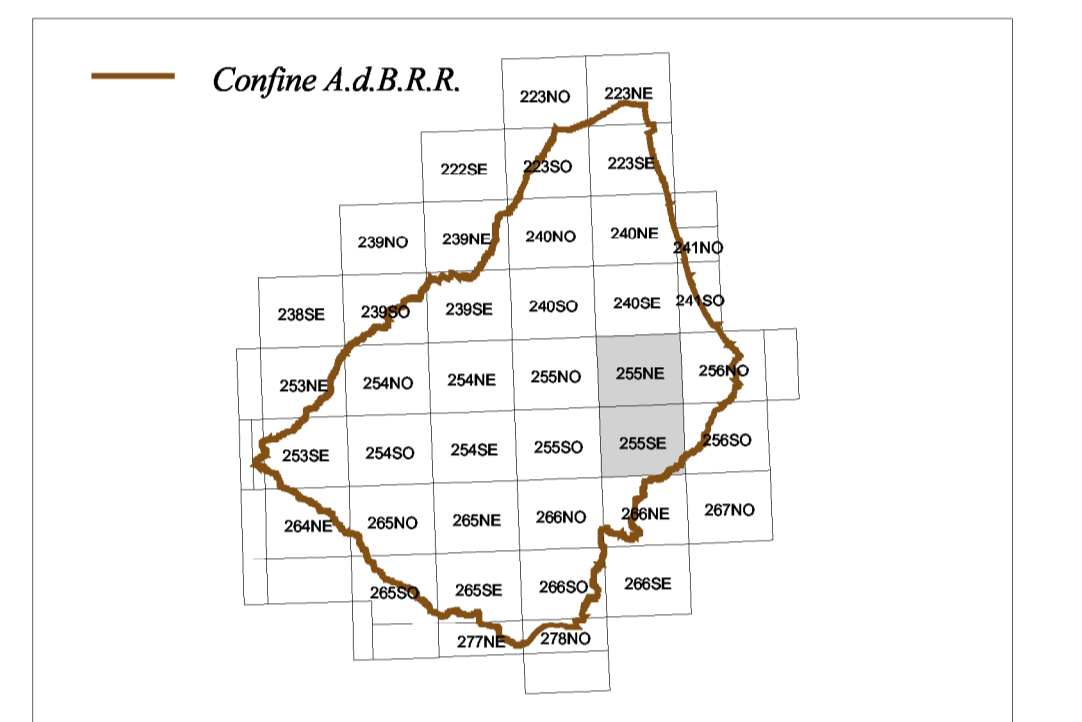 Confine A.d.B.R.R.
223NO 223NE
222SE 223SO 223SE
239NO 239NE 240NO 240NE 241NO
238SE 239SO 239SE 240SO 240SE 241SO
253NE 254NO 254NE 255NO 255NE 256NO
253SE 254SO 254SE 255SO 255SE 256SO
264NE 265NO 265NE 266NO 266NE 267NO
265SO 265SE 266SO 266SE
277NE 278NO